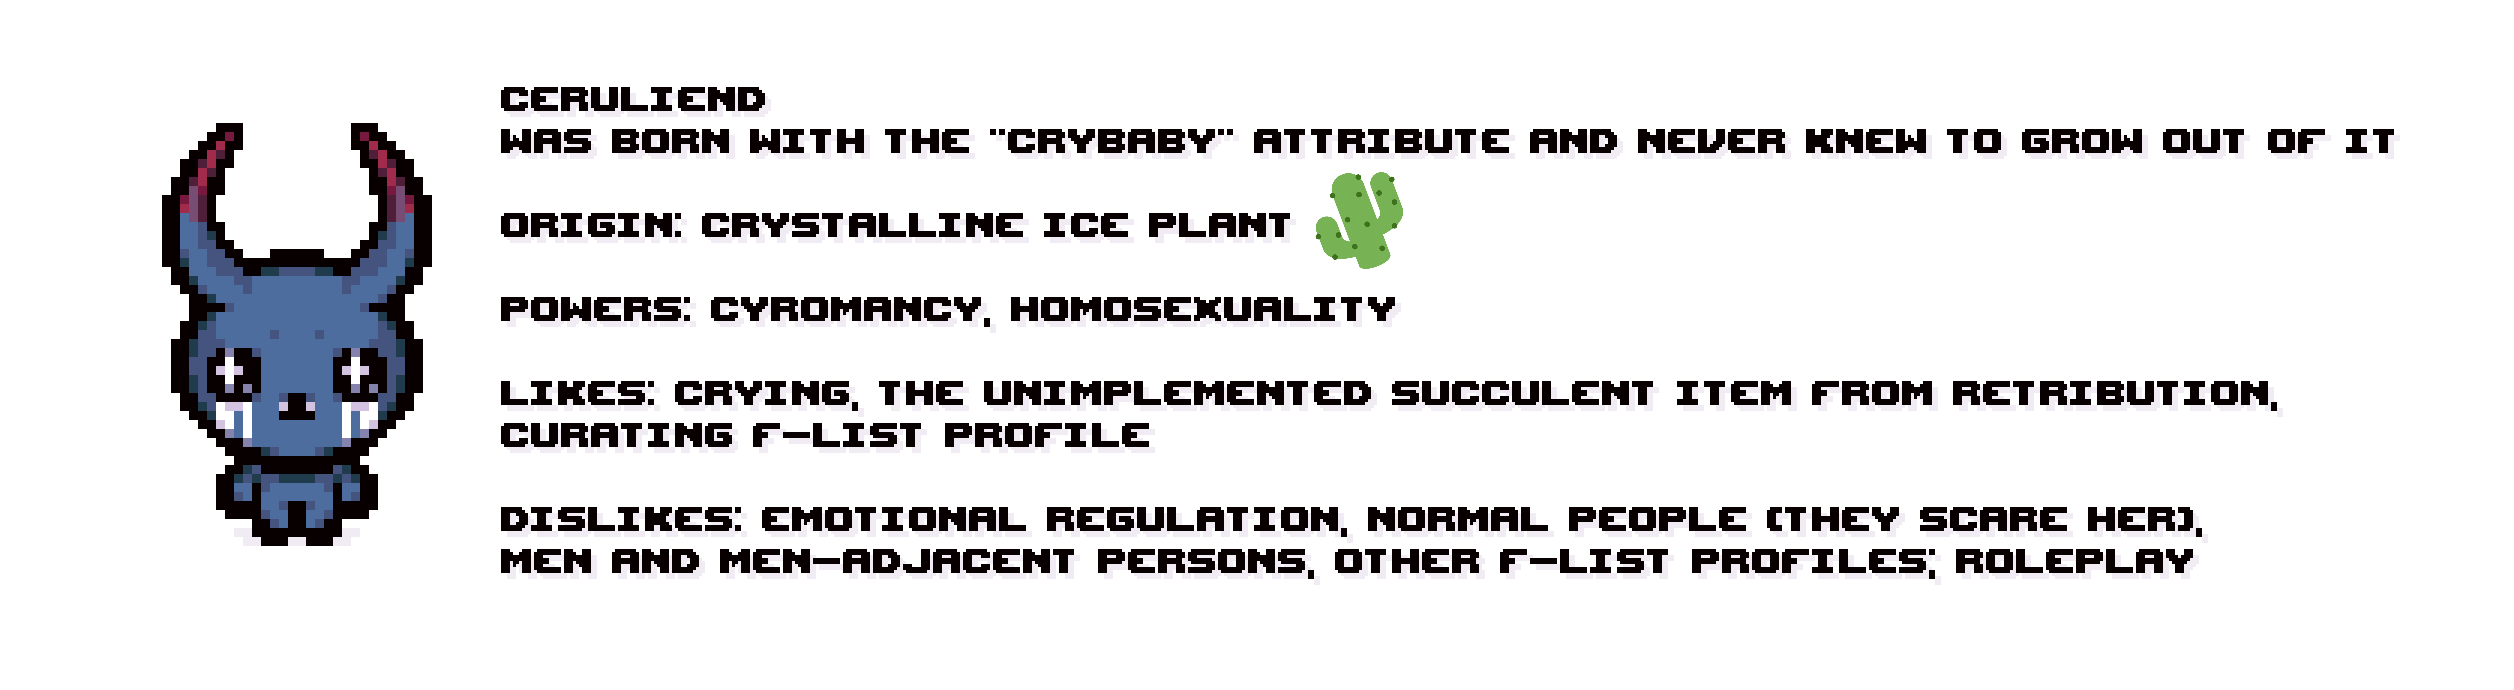 CERULIEND
WAS BORN WITH THE "CRYBABY" ATTRIBUTE AND NEVER KNEW TO GROW OUT OF IT
ORIGIN: CRYSTALLINE ICE PLANT
POWERS: CYROMANCY, HOMOSEXUALITY
LIKES: CRYING, THE UNIMPLEMENTED SUCCULENT ITEM FROM RETRIBUTION,
CURATING F-LIST PROFILE
DISLIKES: EMOTIONAL REGULATION, NORMAL PEOPLE (THEY SCARE HER),
MEN AND MEN-ADJACENT PERSONS, OTHER F-LIST PROFILES; ROLEPLAY